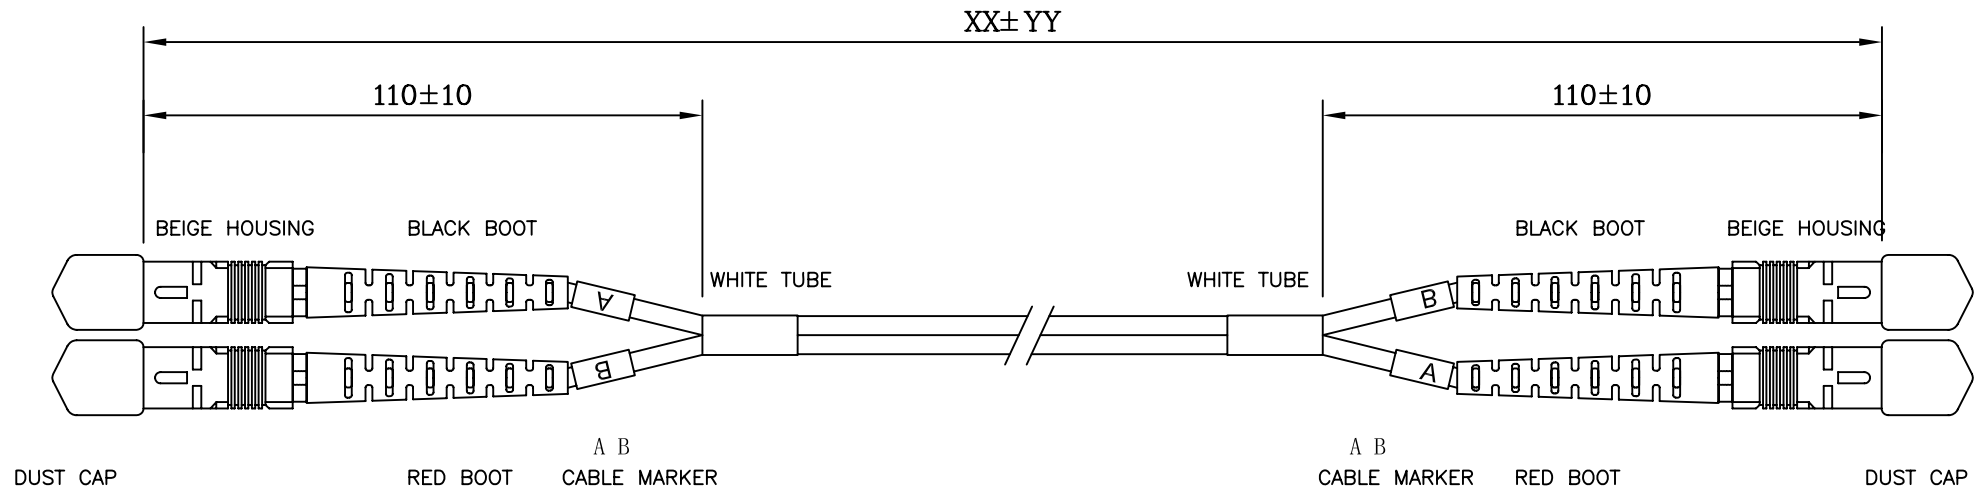 XX±YY
110±10
110±10
BEIGE HOUSING
BLACK BOOT
BLACK BOOT
BEIGE HOUSING
WHITE TUBE
WHITE TUBE
A
B
B
A
A B
A B
DUST CAP
RED BOOT
CABLE MARKER
CABLE MARKER
RED BOOT
DUST CAP